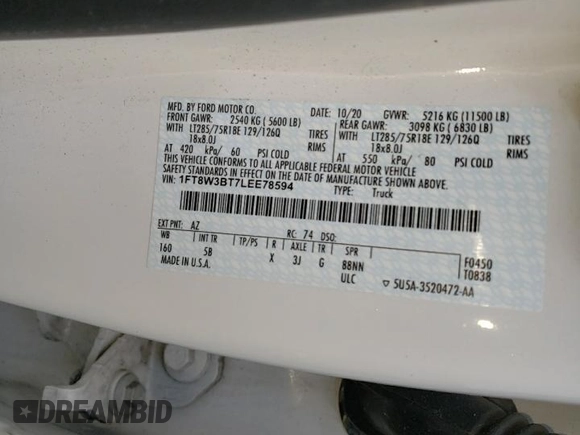 MFD. BY FORD MOTOR CO.
DATE: 10/20 GVWR: 5216 KG (11500 LB)
FRONT GAWR: 2540 KG (5600 LB) REAR GAWR: 3098 KG (6830 LB)
WITH LT285/75R18E 129/126Q TIRES WITH LT285/75R18E 129/126Q TIRES
18x8.0J RIMS 18x8.0J RIMS
AT 420 kPa/ 60 PSI COLD AT 550 kPa/ 80 PSI COLD
THIS VEHICLE CONFORMS TO ALL APPLICABLE FEDERAL MOTOR VEHICLE
SAFETY STANDARDS IN EFFECT ON THE DATE OF MANUFACTURE SHOWN ABOVE.
VIN: 1FT8W3BT7LEE78594
TYPE: Truck
EXT PNT: AZ RC: 74 DSO:
WB INT TR TP/PS R AXLE TR SPR
160 5B X 3J G 88NN
F0450
T0838
MADE IN U.S.A. ULC ▽ 5U5A-3520472-AA
DREAMBID